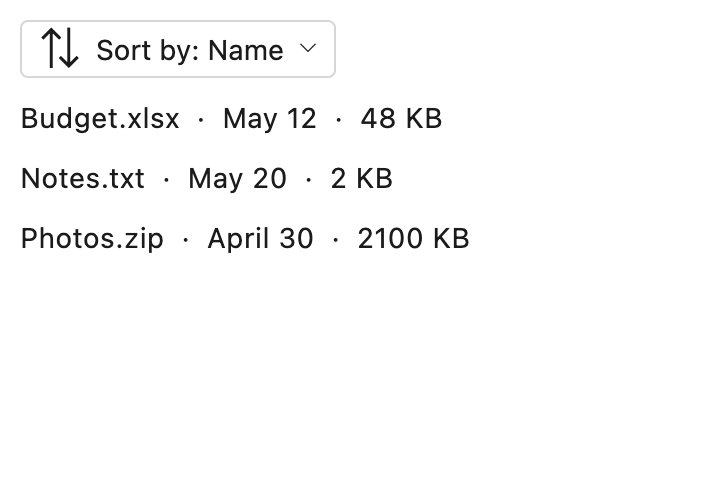 Sort by: Name
Budget.xlsx · May 12 · 48 KB
Notes.txt · May 20 · 2 KB
Photos.zip · April 30 · 2100 KB